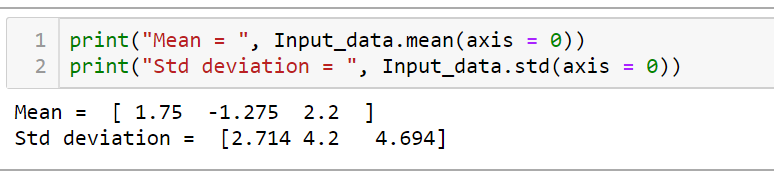 1 print("Mean = ", Input_data.mean(axis = 0))
2 print("Std deviation = ", Input_data.std(axis = 0))
Mean =  [ 1.75  -1.275  2.2  ]
Std deviation =  [2.714 4.2   4.694]